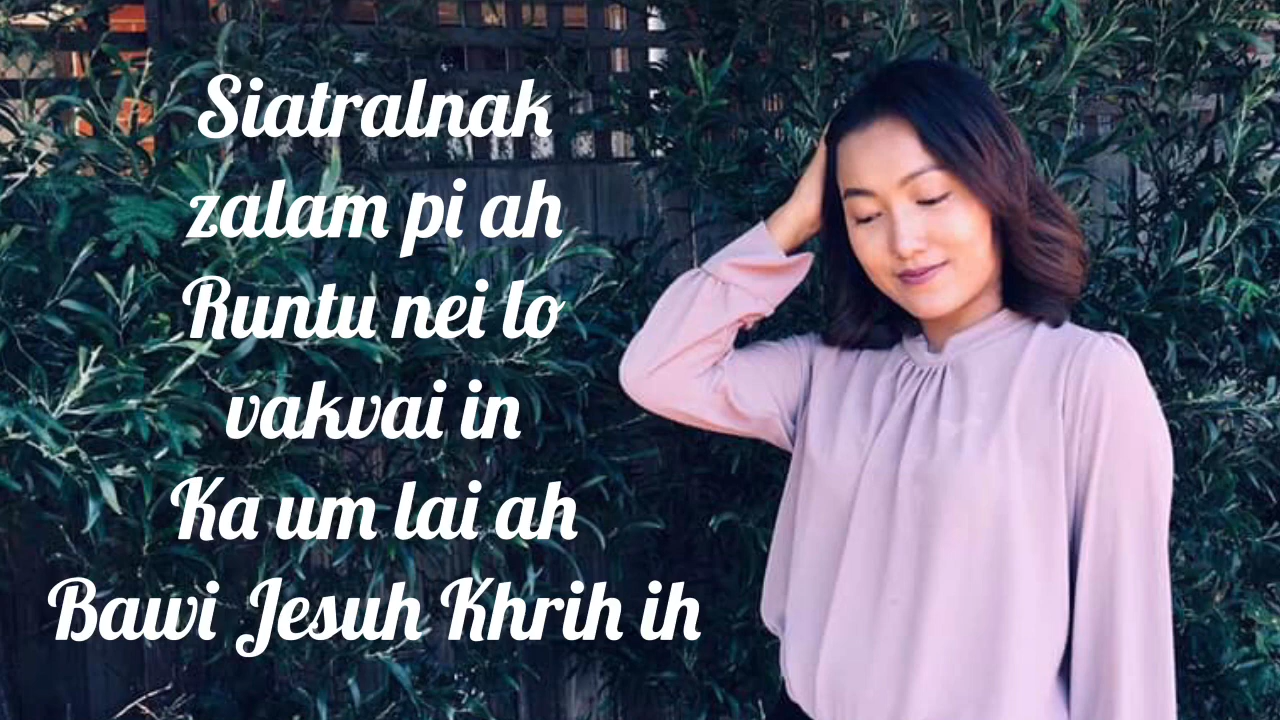 Siatralnak
zalam pi ah
Runtu nei lo
vakvai in
Ka um lai ah
Bawi Jesuh Khrih ih